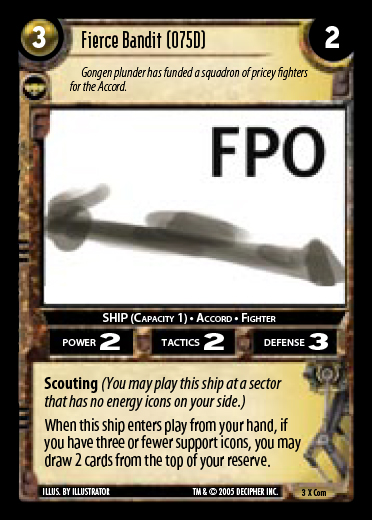 3
Fierce Bandit (075D)
2
Gongen plunder has funded a squadron of pricey fighters
for the Accord.
FPO
SHIP (CAPACITY 1) • ACCORD • FIGHTER
POWER 2
TACTICS 2
DEFENSE 3
Scouting (You may play this ship at a sector
that has no energy icons on your side.)
When this ship enters play from your hand, if
you have three or fewer support icons, you may
draw 2 cards from the top of your reserve.
ILLUS. BY ILLUSTRATOR
TM & © 2005 DECIPHER INC.
3 X Com